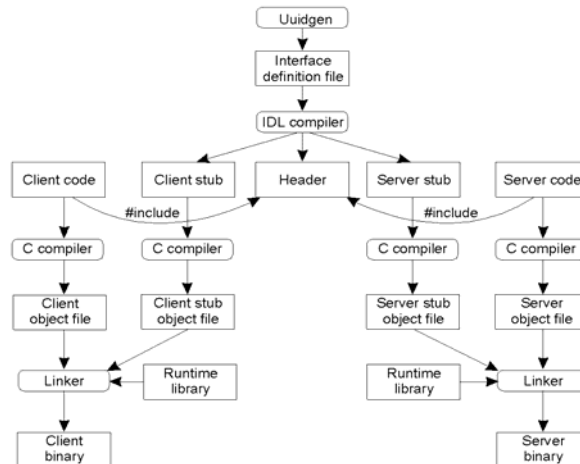 Uuidgen
Interface
definition file
IDL compiler
Client code
Client stub
Header
Server stub
Server code
#include
#include
C compiler
C compiler
C compiler
C compiler
Client
object file
Client stub
object file
Server stub
object file
Server
object file
Linker
Runtime
library
Runtime
library
Linker
Client
binary
Server
binary